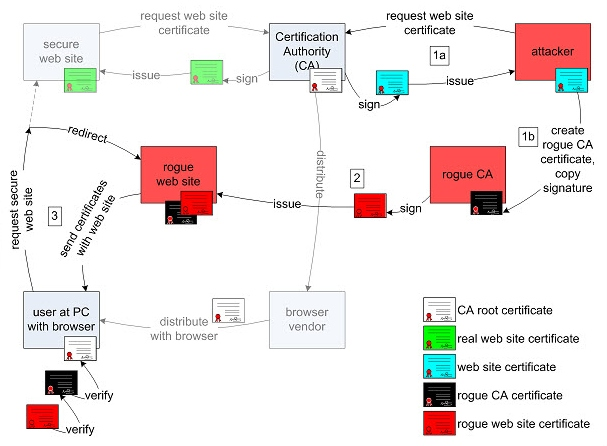 request web site
certificate
secure
web site
issue
sign
Certification
Authority
(CA)
request web site
certificate
1a
attacker
sign
issue
1b
create
rogue CA
certificate,
copy
signature
redirect
rogue
web site
distribute
2
issue
sign
rogue CA
request secure
web site
3
send certificates
with web site
user at PC
with browser
distribute
with browser
browser
vendor
verify
verify
CA root certificate
real web site certificate
web site certificate
rogue CA certificate
rogue web site certificate